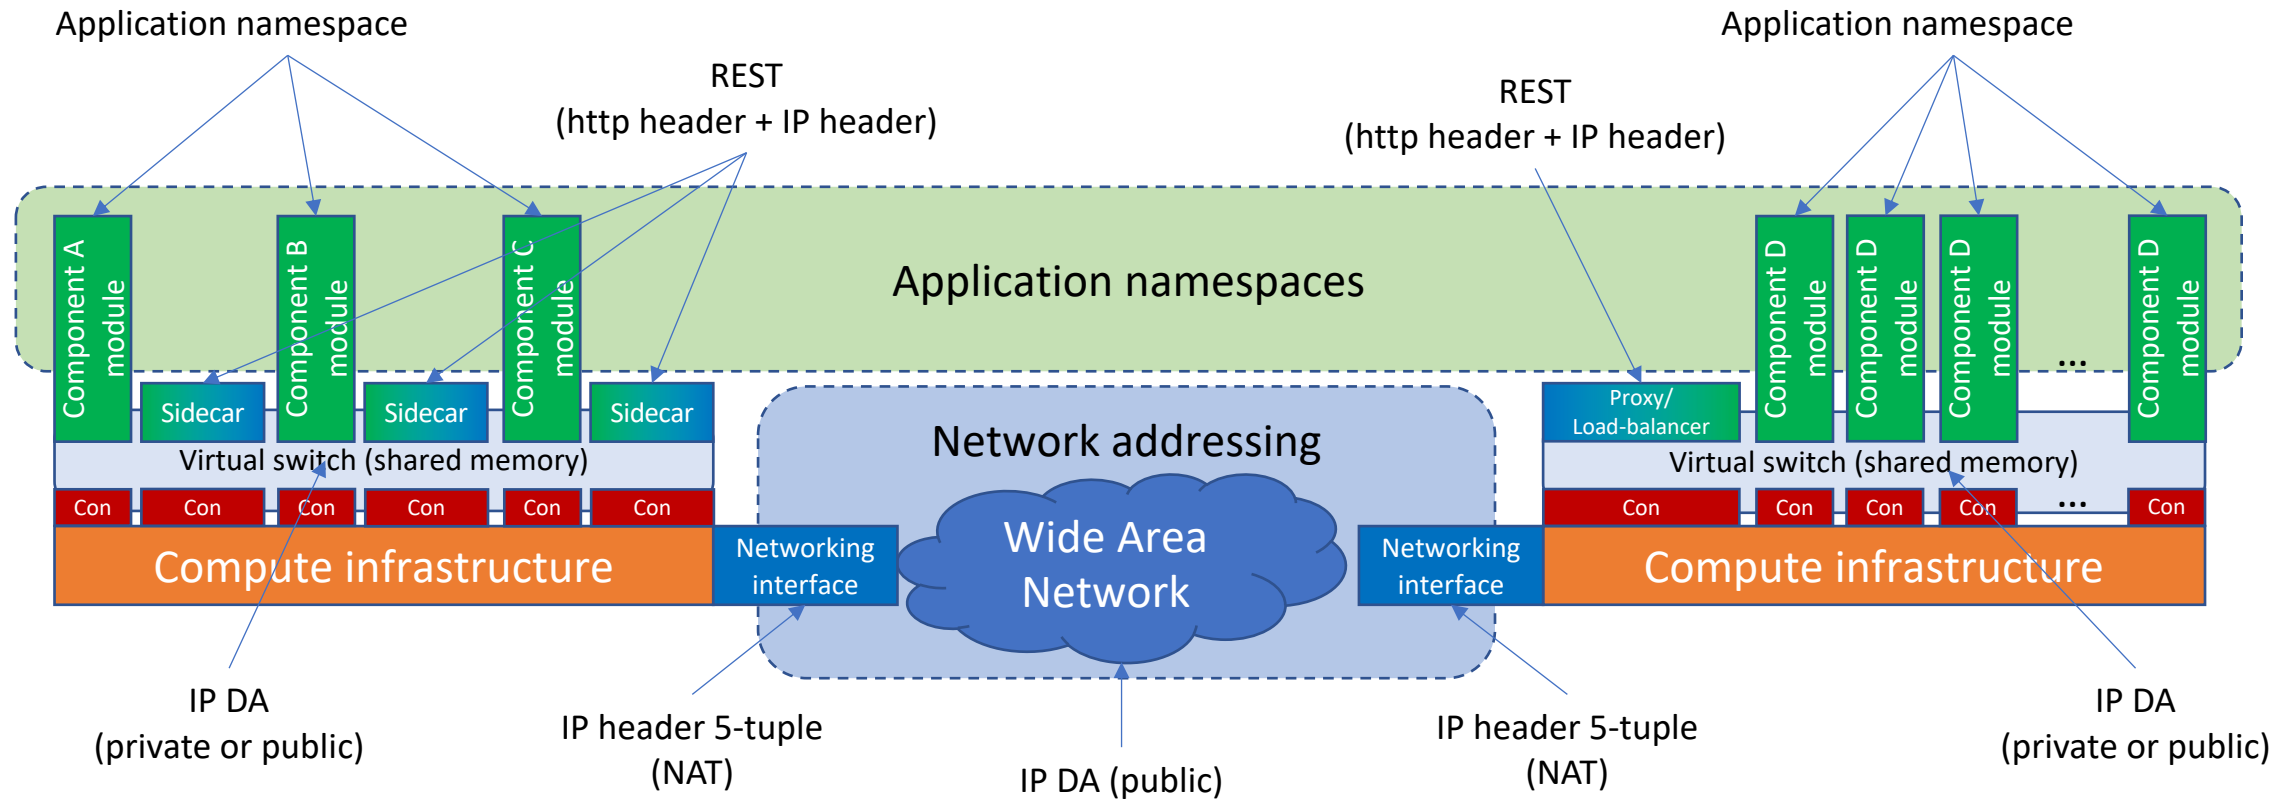 Application namespace
Application namespace
REST
(http header + IP header)
REST
(http header + IP header)
Component A
module
Component B
module
Component C
module
Application namespaces
Component D
module
Component D
module
Component D
module
...
Component D
module
Sidecar
Sidecar
Sidecar
Proxy/
Load-balancer
Virtual switch (shared memory)
Network addressing
Virtual switch (shared memory)
Con
Con
Con
Con
Con
Con
Con
Con
Con
Con
...
Con
Compute infrastructure
Networking
interface
Wide Area
Network
Networking
interface
Compute infrastructure
IP DA
(private or public)
IP header 5-tuple
(NAT)
IP DA (public)
IP header 5-tuple
(NAT)
IP DA
(private or public)